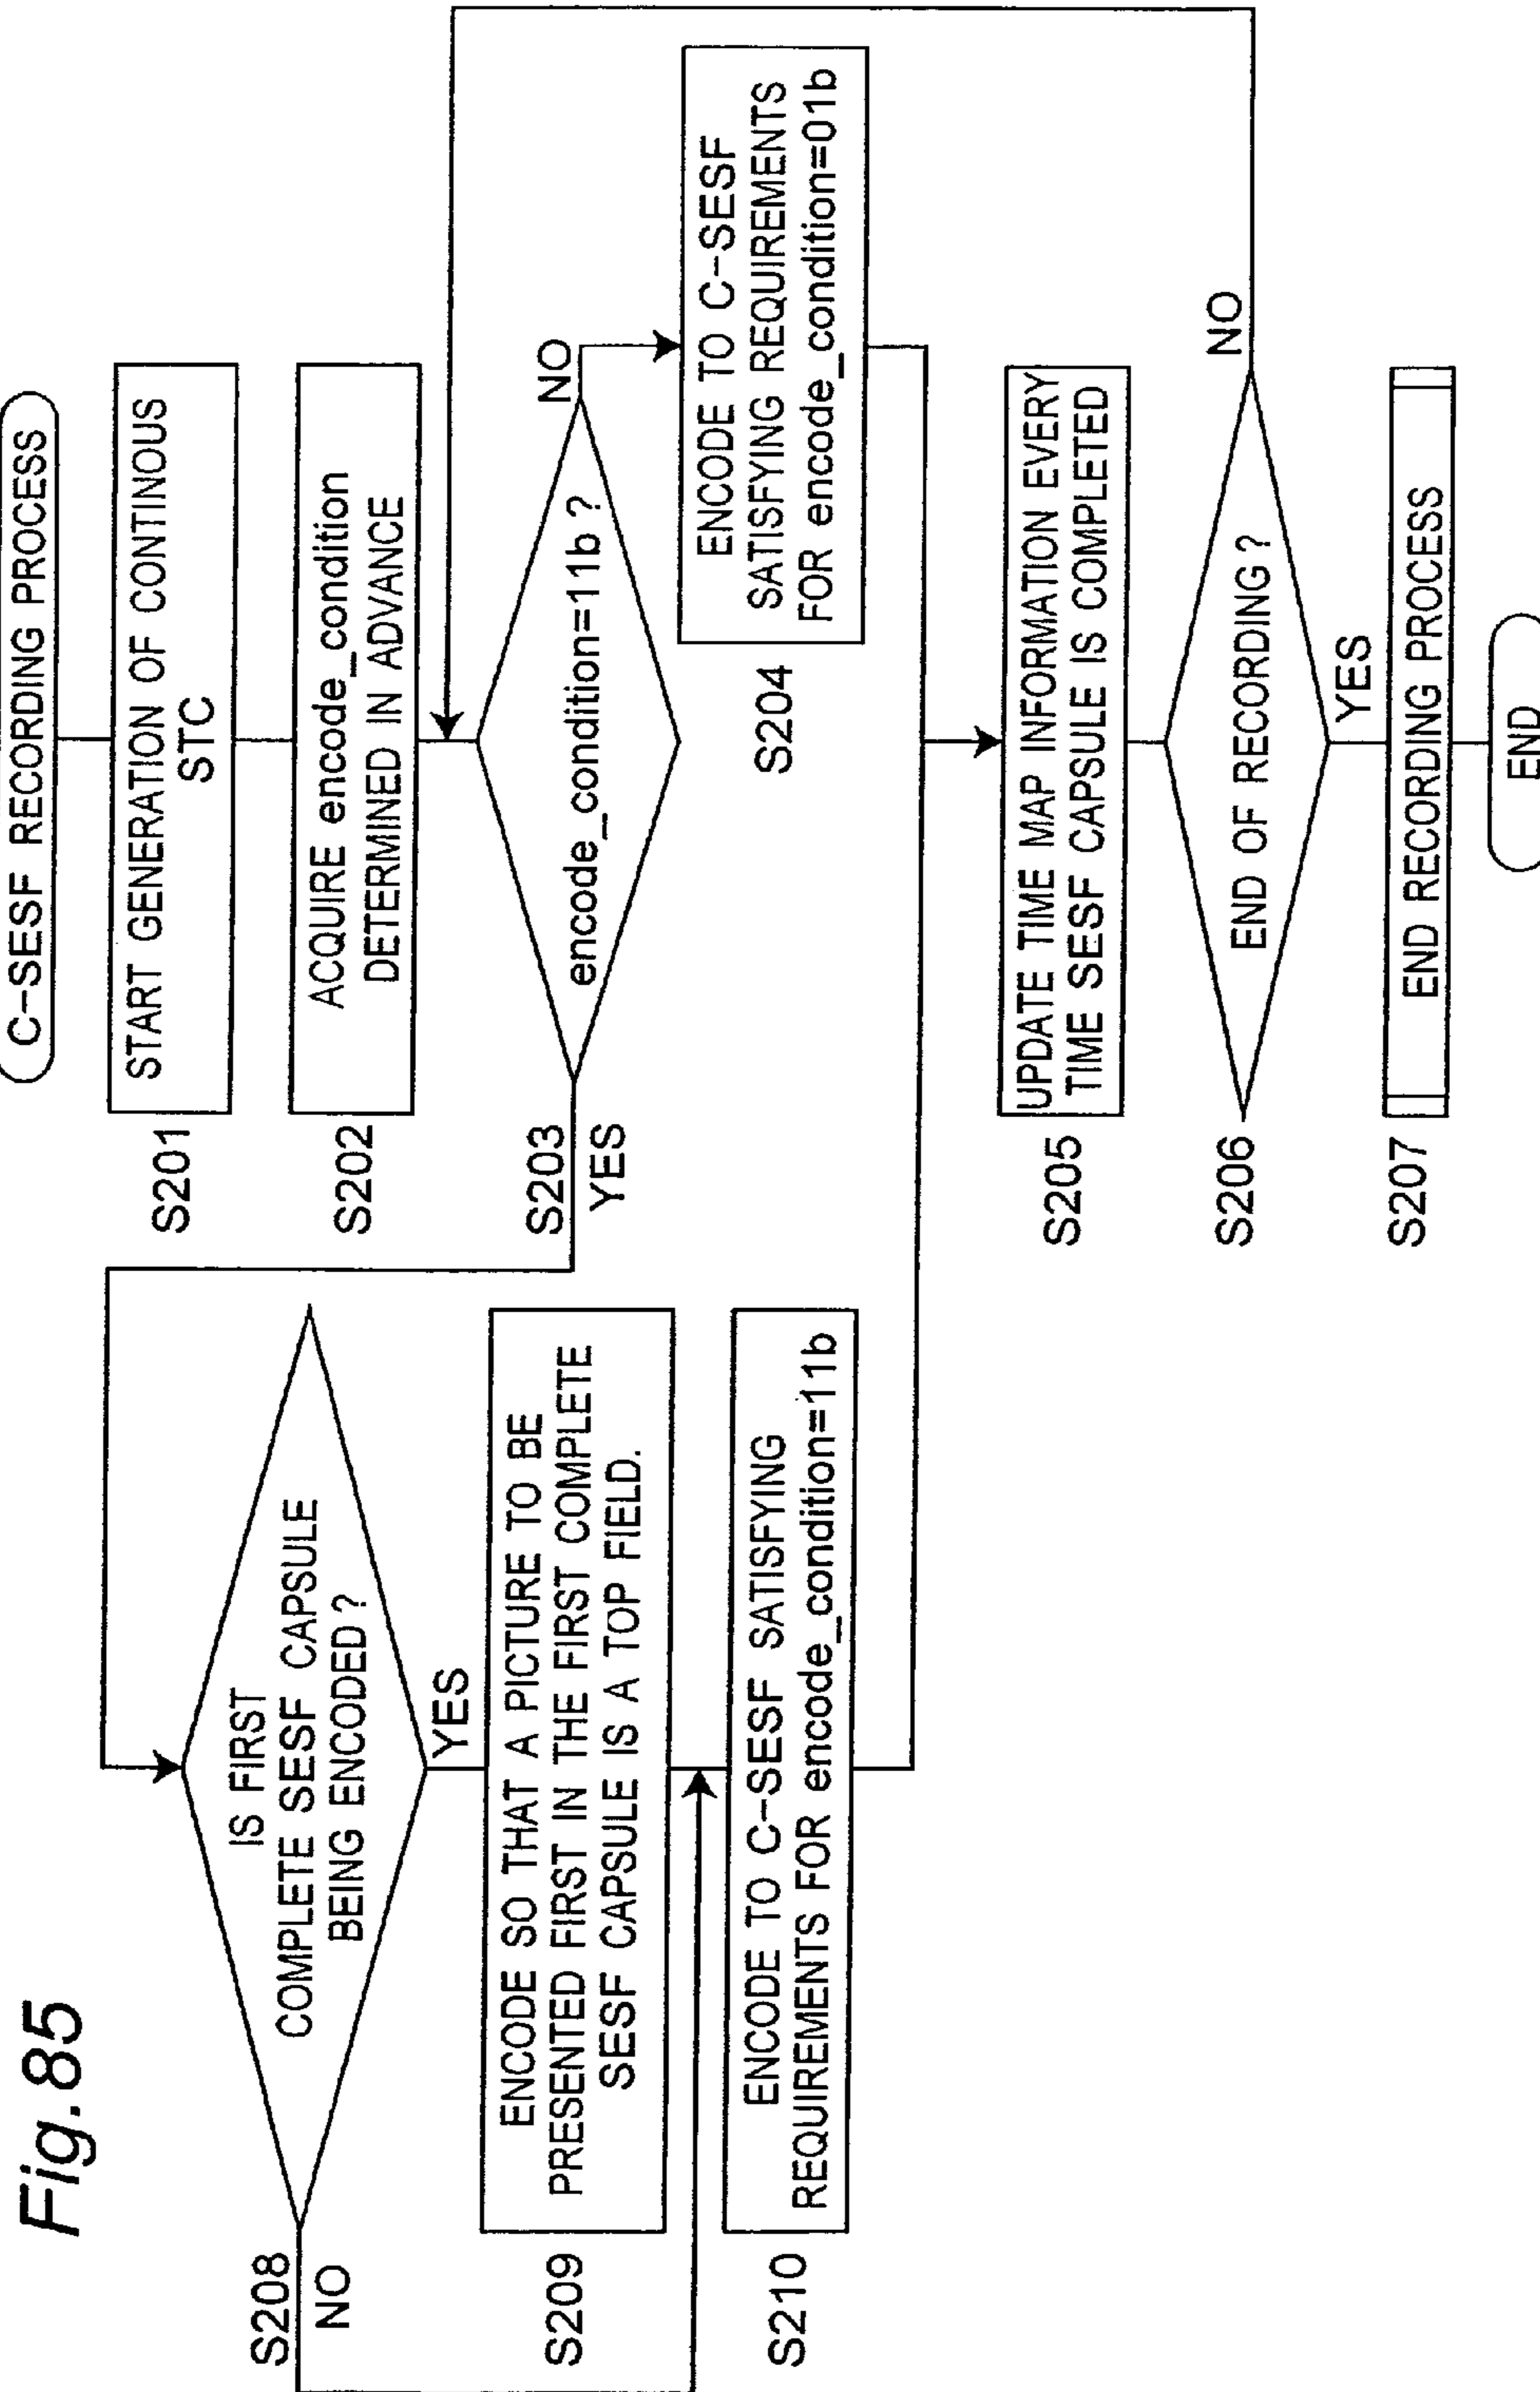 Fig.85
C-SESF RECORDING PROCESS
S201
START GENERATION OF CONTINOUS
STC
S202
ACQUIRE encode_condition
DETERMINED IN ADVANCE
S203
encode_condition=11b ?
YES
NO
S204
ENCODE TO C-SESF
SATISFYING REQUIREMENTS
FOR encode_condition=01b
S205
UPDATE TIME MAP INFORMATION EVERY
TIME SESF CAPSULE IS COMPLETED
S206
END OF RECORDING ?
NO
YES
S207
END RECORDING PROCESS
END
S208
IS FIRST
COMPLETE SESF CAPSULE
BEING ENCODED ?
NO
YES
S209
ENCODE SO THAT A PICTURE TO BE
PRESENTED FIRST IN THE FIRST COMPLETE
SESF CAPSULE IS A TOP FIELD.
S210
ENCODE TO C-SESF SATISFYING
REQUIREMENTS FOR encode_condition=11b